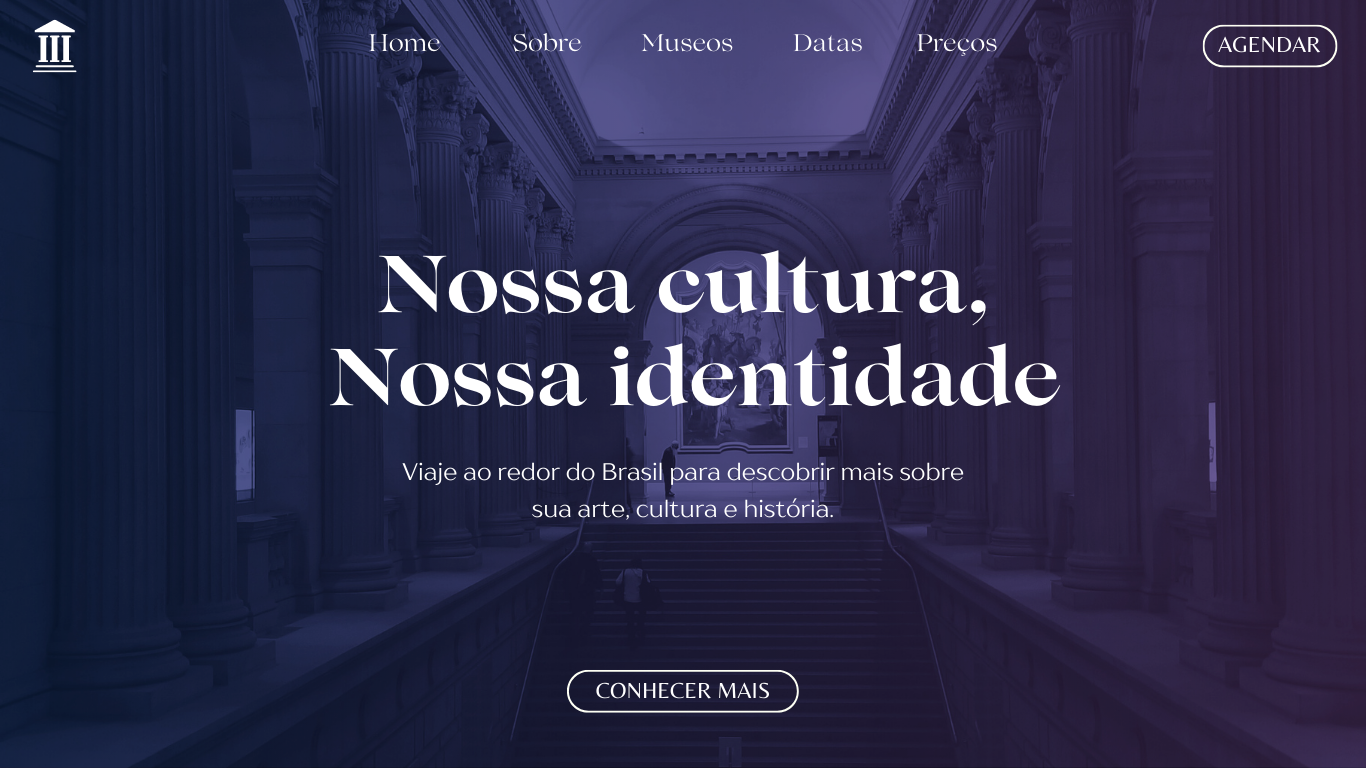 Home Sobre Museos Datas Preços AGENDAR
Nossa cultura,
Nossa identidade
Viaje ao redor do Brasil para descobrir mais sobre
sua arte, cultura e história.
CONHECER MAIS